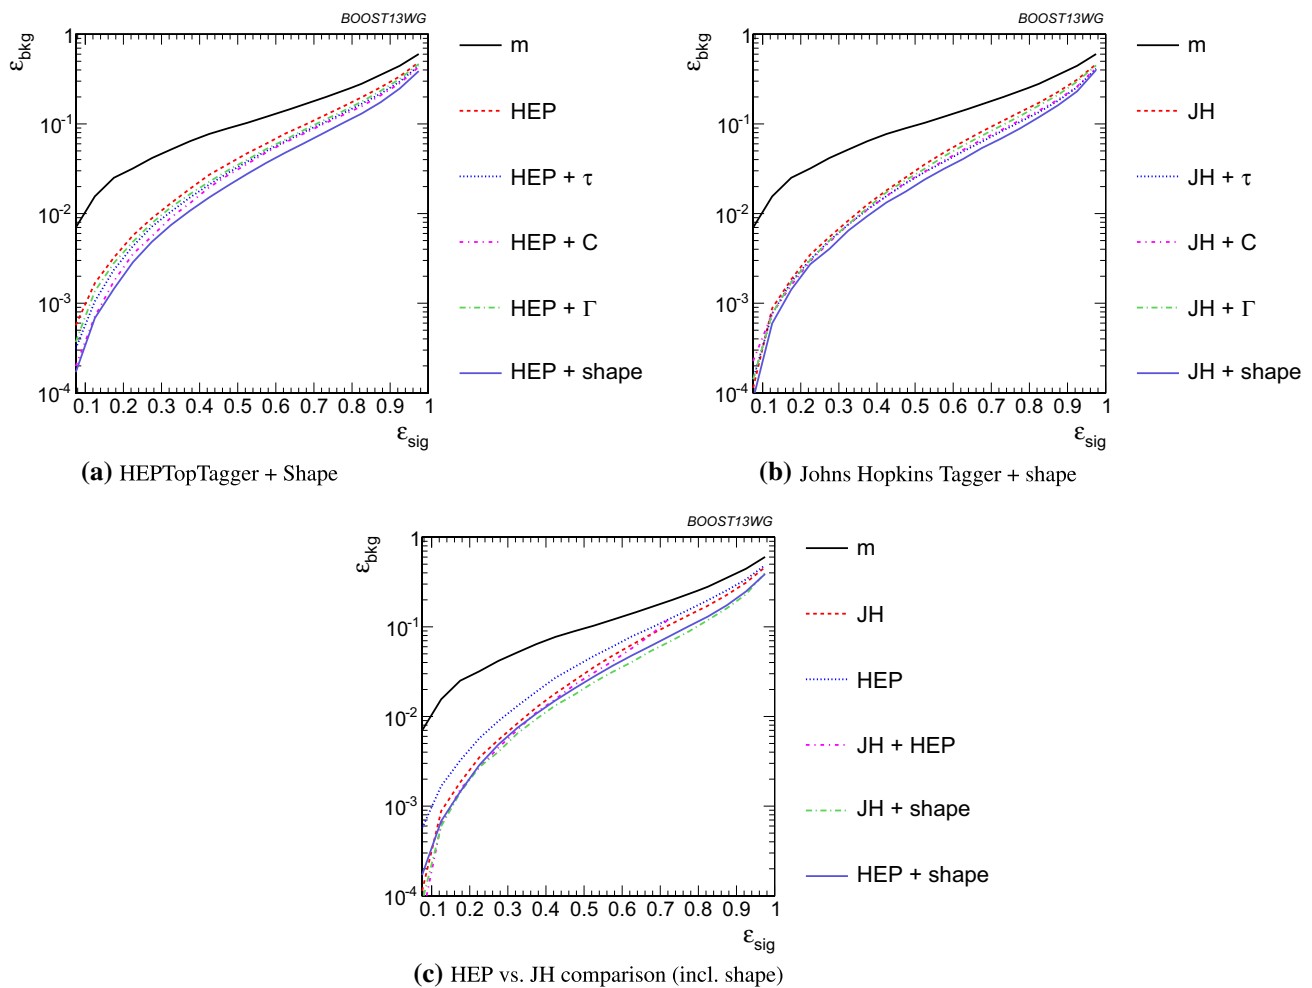 BOOST13WG
ε_bkg
1
10⁻¹
10⁻²
10⁻³
10⁻⁴
0.1 0.2 0.3 0.4 0.5 0.6 0.7 0.8 0.9 1
ε_sig
m
HEP
HEP + τ
HEP + C
HEP + Γ
HEP + shape
(a) HEPTopTagger + Shape
BOOST13WG
ε_bkg
1
10⁻¹
10⁻²
10⁻³
10⁻⁴
0.1 0.2 0.3 0.4 0.5 0.6 0.7 0.8 0.9 1
ε_sig
m
JH
JH + τ
JH + C
JH + Γ
JH + shape
(b) Johns Hopkins Tagger + shape
BOOST13WG
ε_bkg
1
10⁻¹
10⁻²
10⁻³
10⁻⁴
0.1 0.2 0.3 0.4 0.5 0.6 0.7 0.8 0.9 1
ε_sig
m
JH
HEP
JH + HEP
JH + shape
HEP + shape
(c) HEP vs. JH comparison (incl. shape)